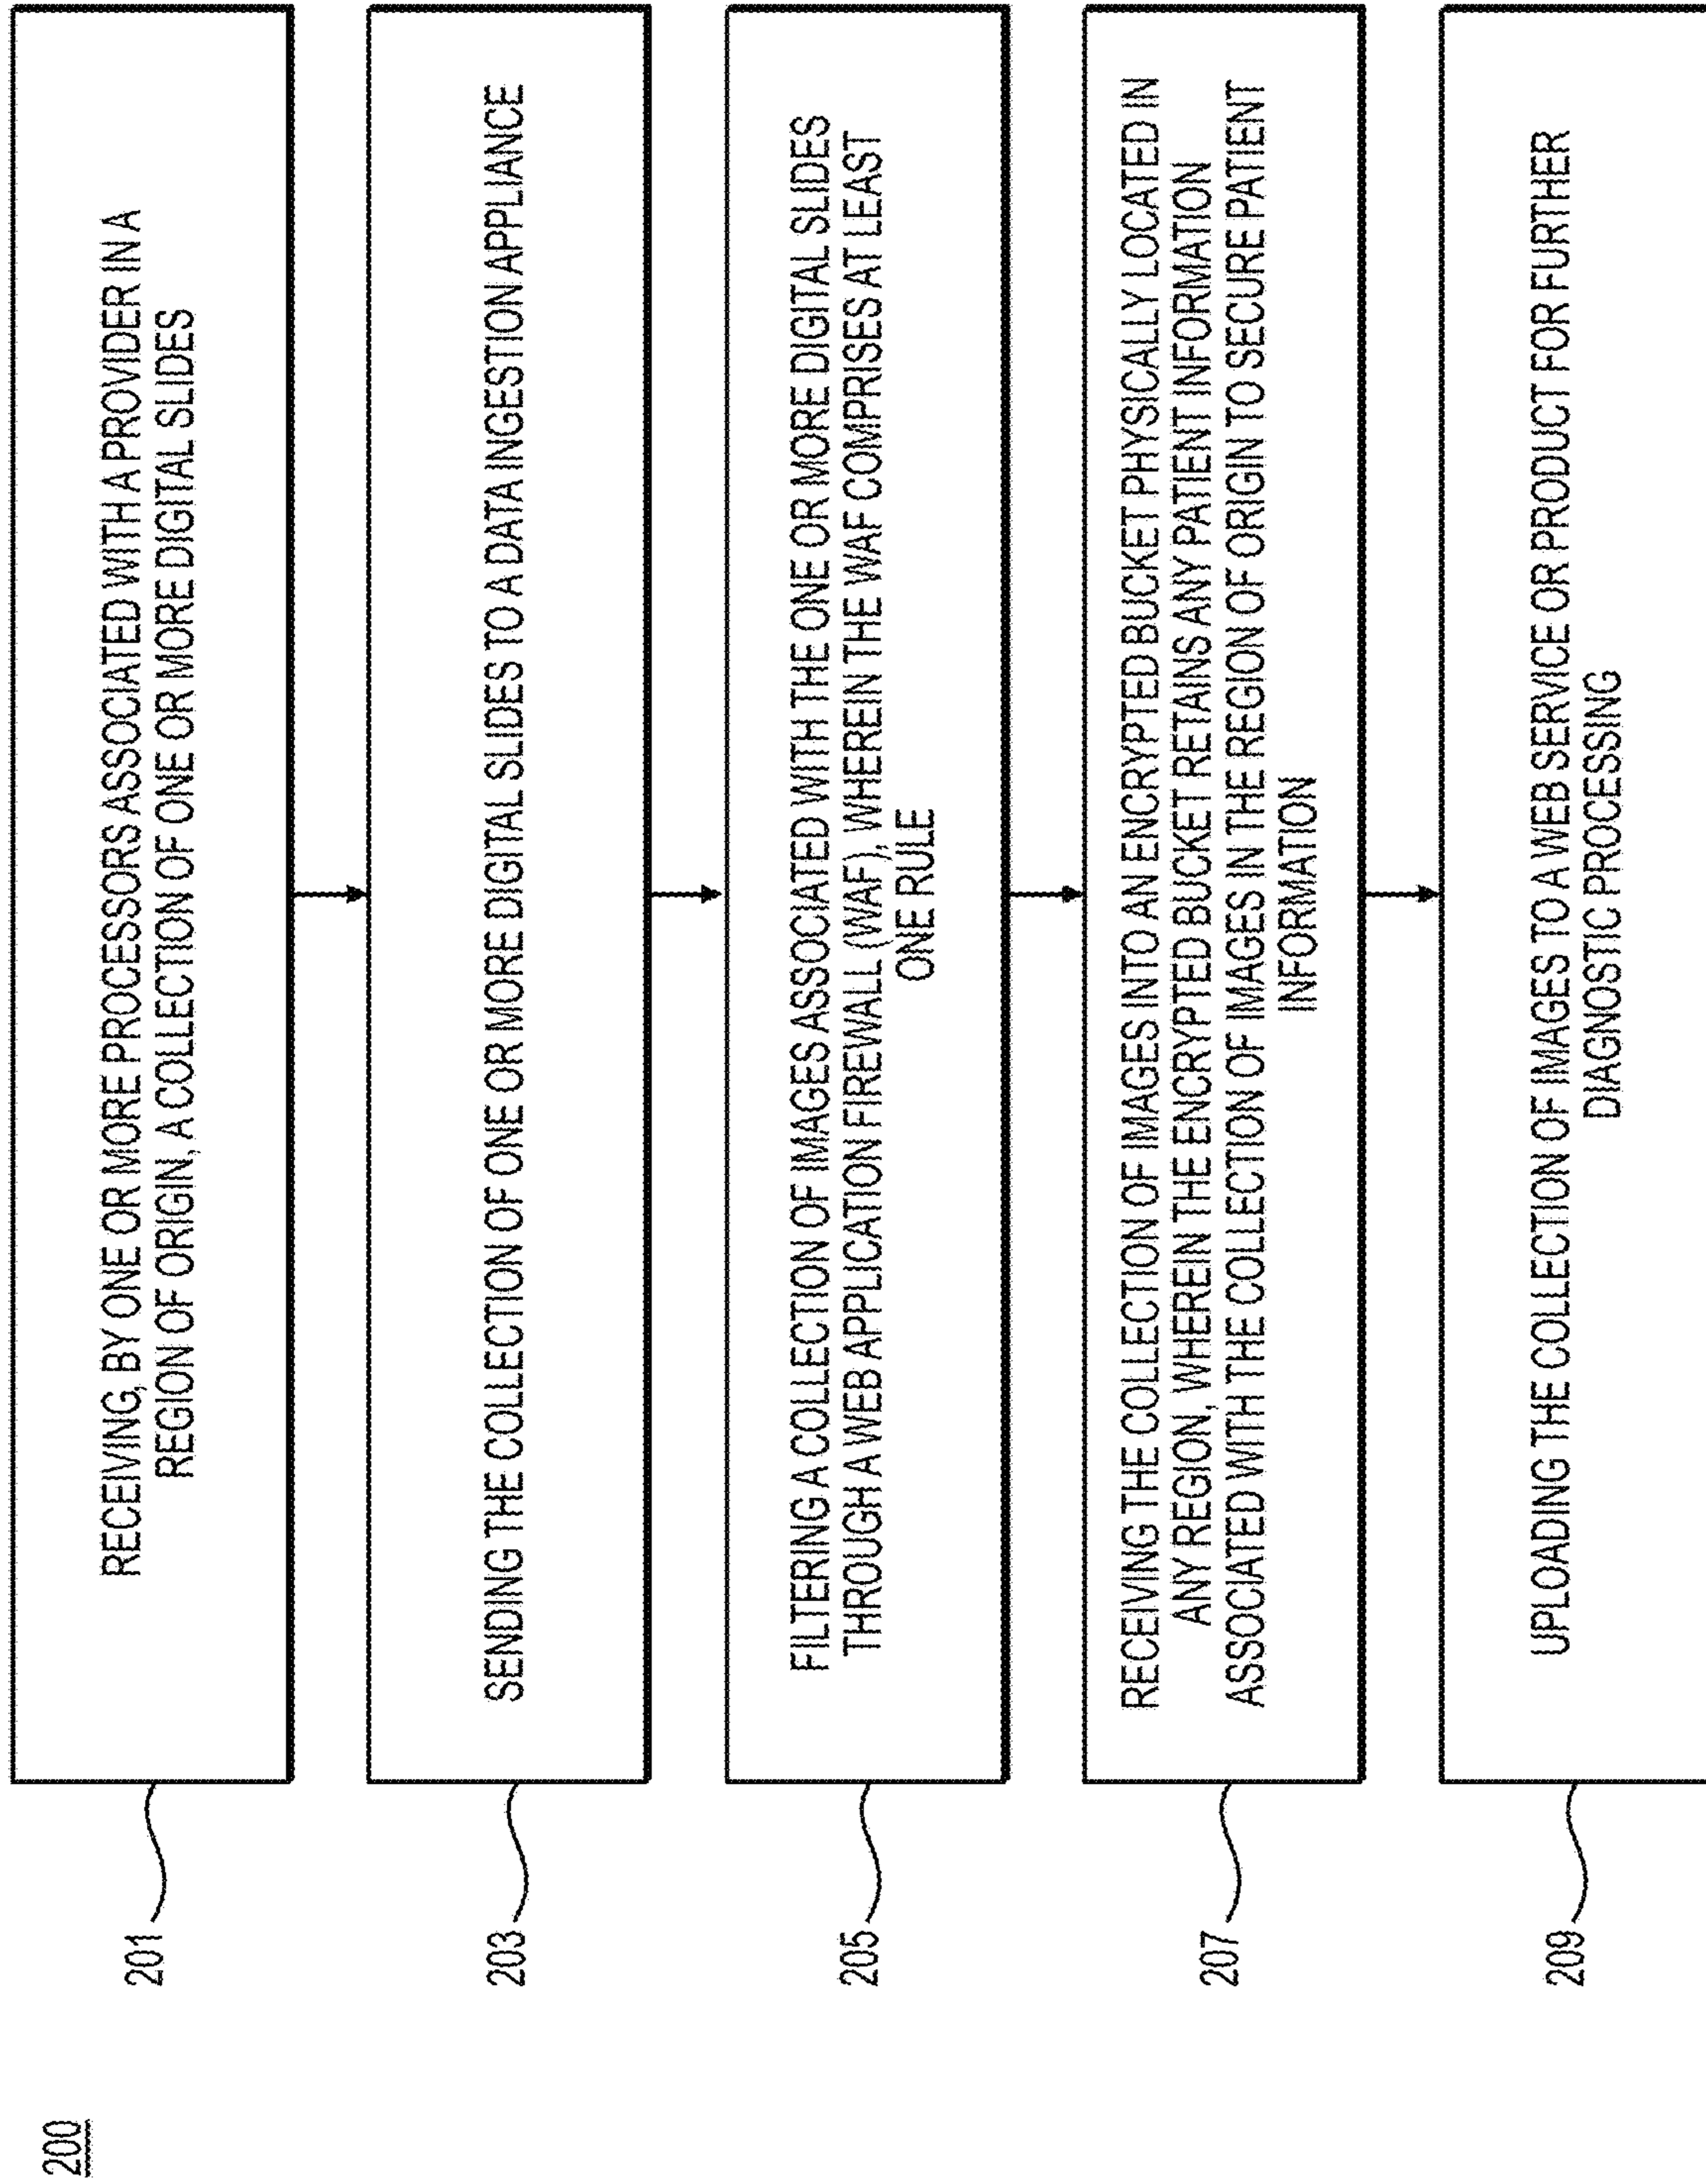 200
201
RECEIVING, BY ONE OR MORE PROCESSORS ASSOCIATED WITH A PROVIDER IN A
REGION OF ORIGIN, A COLLECTION OF ONE OR MORE DIGITAL SLIDES
203
SENDING THE COLLECTION OF ONE OR MORE DIGITAL SLIDES TO A DATA INGESTION APPLIANCE
205
FILTERING A COLLECTION OF IMAGES ASSOCIATED WITH THE ONE OR MORE DIGITAL SLIDES
THROUGH A WEB APPLICATION FIREWALL (WAF), WHEREIN THE WAF COMPRISES AT LEAST
ONE RULE
207
RECEIVING THE COLLECTION OF IMAGES INTO AN ENCRYPTED BUCKET PHYSICALLY LOCATED IN
ANY REGION, WHEREIN THE ENCRYPTED BUCKET RETAINS ANY PATIENT INFORMATION
ASSOCIATED WITH THE COLLECTION OF IMAGES IN THE REGION OF ORIGIN TO SECURE PATIENT
INFORMATION
209
UPLOADING THE COLLECTION OF IMAGES TO A WEB SERVICE OR PRODUCT FOR FURTHER
DIAGNOSTIC PROCESSING